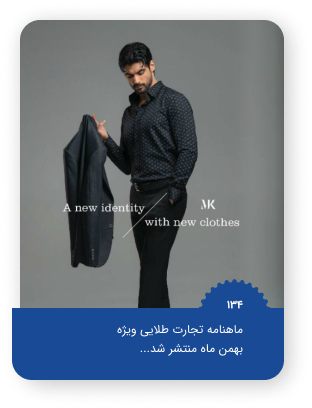 MK
A new identity
with new clothes
۱۳۴
ماهنامه تجارت طلایی ویژه
بهمن ماه منتشر شد...